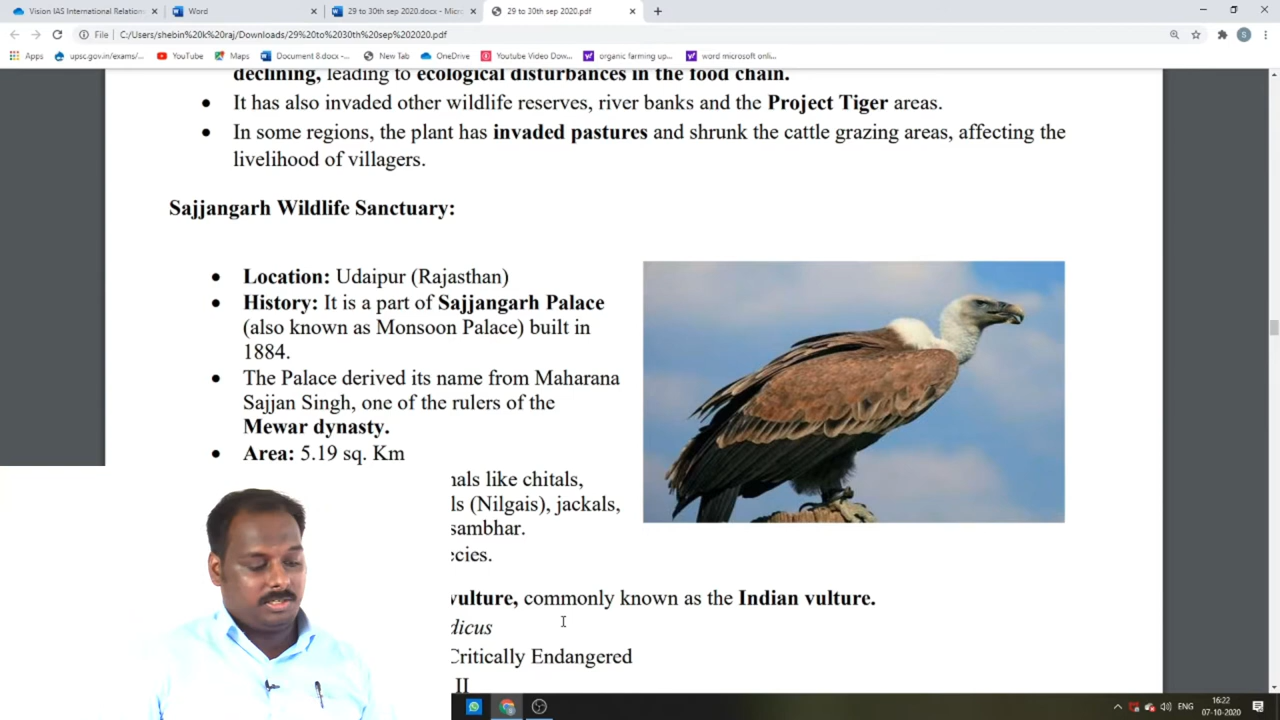 Vision IAS International Relation
Word
29 to 30th sep 2020.docx - Micros
29 to 30th sep 2020.pdf
File
C:/Users/shebin%20k%20raj/Downloads/29%20to%2030th%20sep%202020.pdf
Apps
upsc.gov.in/exams/...
YouTube
Maps
Document 8.docx -...
OneDrive
New Tab
Youtube Video Dow...
organic farming up...
word microsoft onli...
declining, leading to ecological disturbances in the food chain.
• It has also invaded other wildlife reserves, river banks and the Project Tiger areas.
• In some regions, the plant has invaded pastures and shrunk the cattle grazing areas, affecting the
livelihood of villagers.
Sajjangarh Wildlife Sanctuary:
• Location: Udaipur (Rajasthan)
• History: It is a part of Sajjangarh Palace
(also known as Monsoon Palace) built in
1884.
• The Palace derived its name from Maharana
Sajjan Singh, one of the rulers of the
Mewar dynasty.
• Area: 5.19 sq. Km
nals like chitals,
ls (Nilgais), jackals,
sambhar.
ecies.
vulture, commonly known as the Indian vulture.
dicus
Critically Endangered
II
16:22
07-10-2020